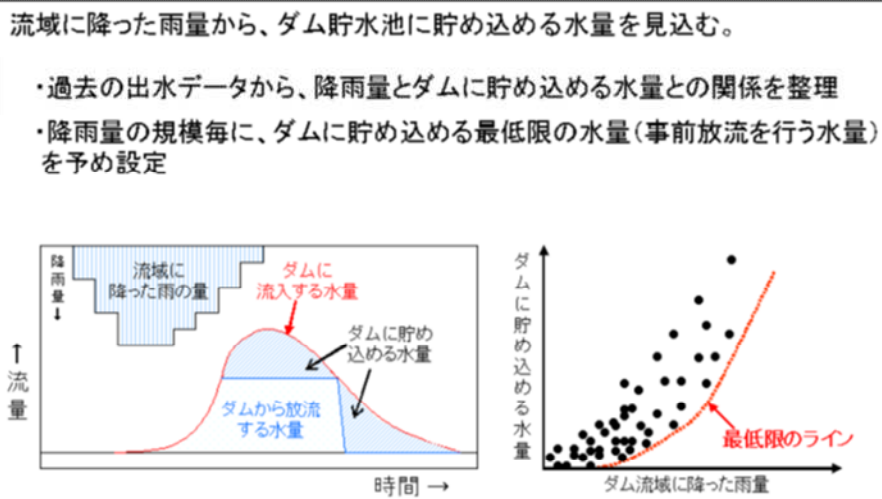 流域に降った雨量から、ダム貯水池に貯め込める水量を見込む。
・過去の出水データから、降雨量とダムに貯め込める水量との関係を整理
・降雨量の規模毎に、ダムに貯め込める最低限の水量(事前放流を行う水量)
を予め設定
降雨量↓
流域に
降った雨の量
ダムに
流入する水量
ダムに貯め
込める水量
ダムから放流
する水量
↑流量
時間 →
ダムに貯め込める水量
最低限のライン
ダム流域に降った雨量